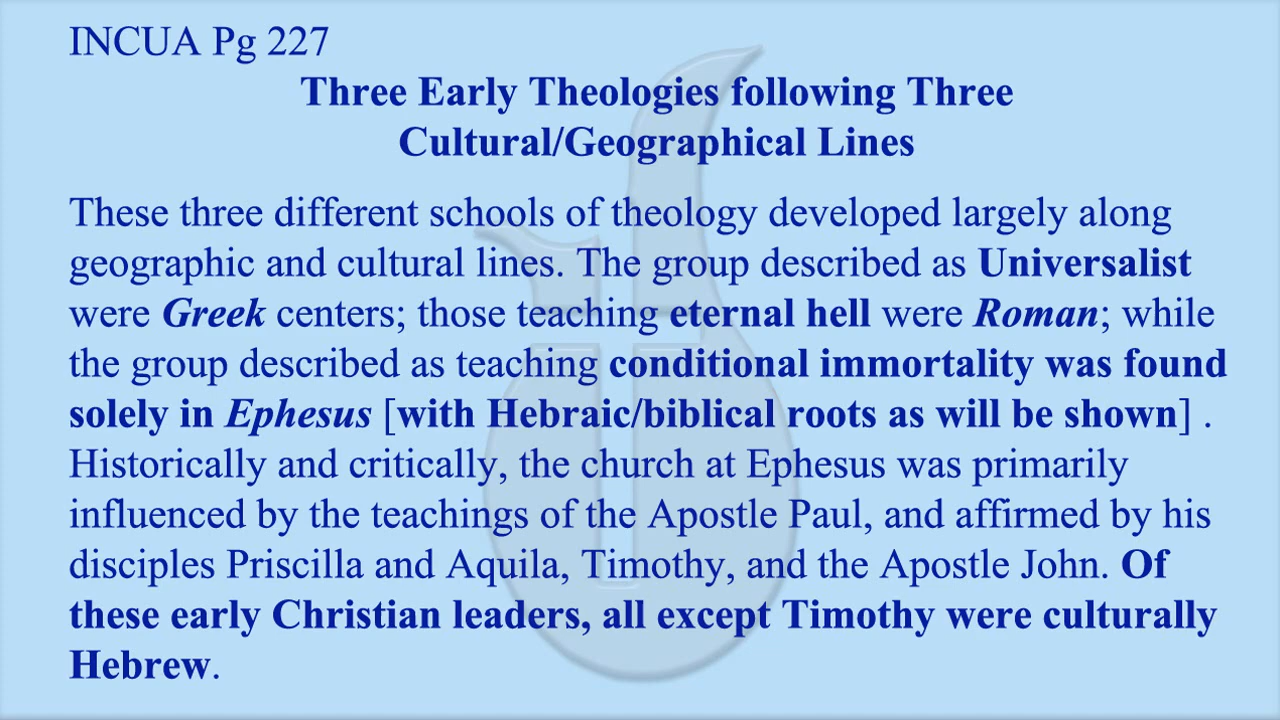 INCUA Pg 227
Three Early Theologies following Three
Cultural/Geographical Lines
These three different schools of theology developed largely along
geographic and cultural lines. The group described as Universalist
were Greek centers; those teaching eternal hell were Roman; while
the group described as teaching conditional immortality was found
solely in Ephesus [with Hebraic/biblical roots as will be shown] .
Historically and critically, the church at Ephesus was primarily
influenced by the teachings of the Apostle Paul, and affirmed by his
disciples Priscilla and Aquila, Timothy, and the Apostle John. Of
these early Christian leaders, all except Timothy were culturally
Hebrew.